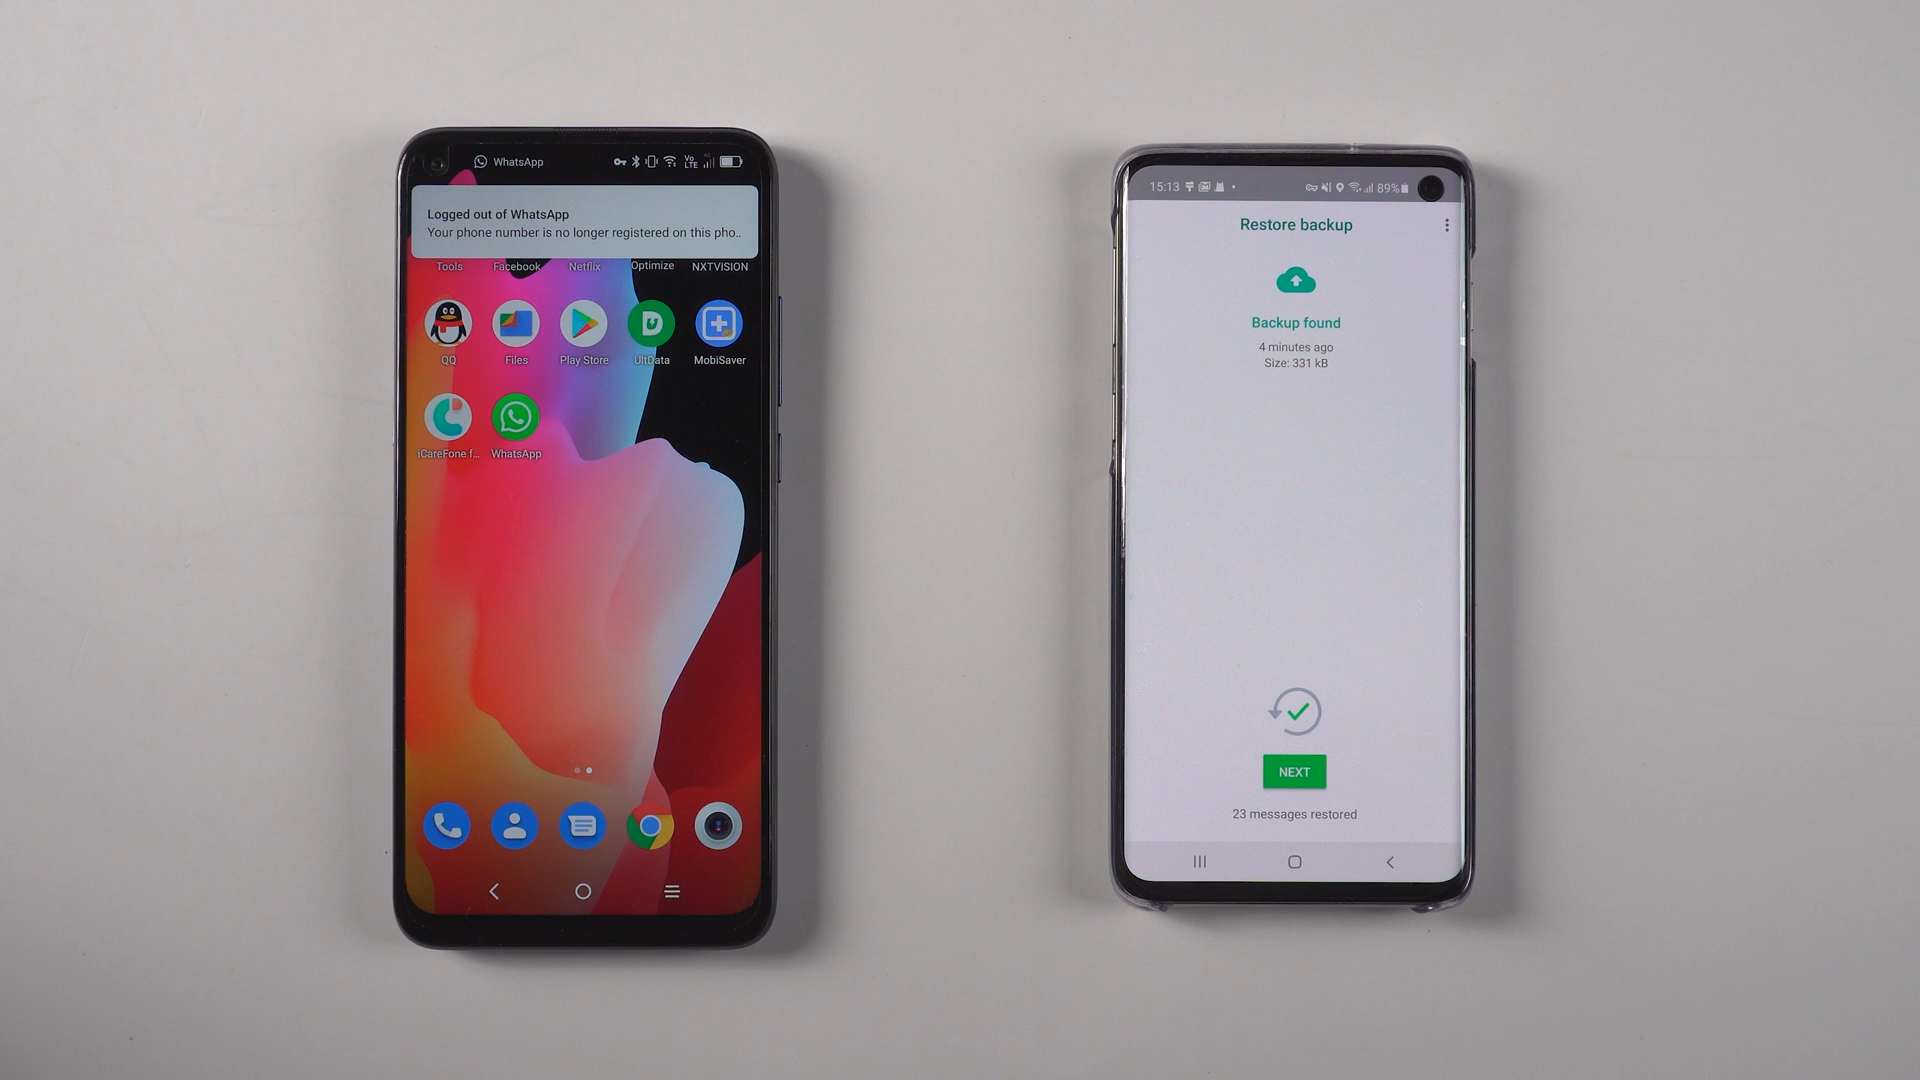 WhatsApp
Vo
LTE
Logged out of WhatsApp
Your phone number is no longer registered on this pho..
Tools Facebook Netflix Optimize NXTVISION
QQ Files Play Store UltData MobiSaver
iCareFone f... WhatsApp
15:13 89%
Restore backup
Backup found
4 minutes ago
Size: 331 kB
NEXT
23 messages restored